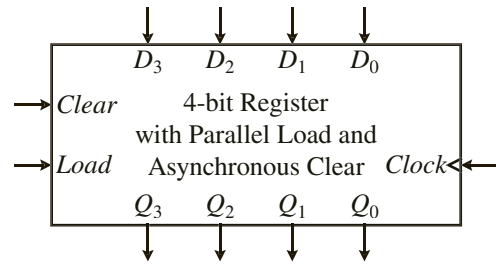 D₃ D₂ D₁ D₀
Clear
4-bit Register
with Parallel Load and
Load
Asynchronous Clear
Clock
Q₃ Q₂ Q₁ Q₀